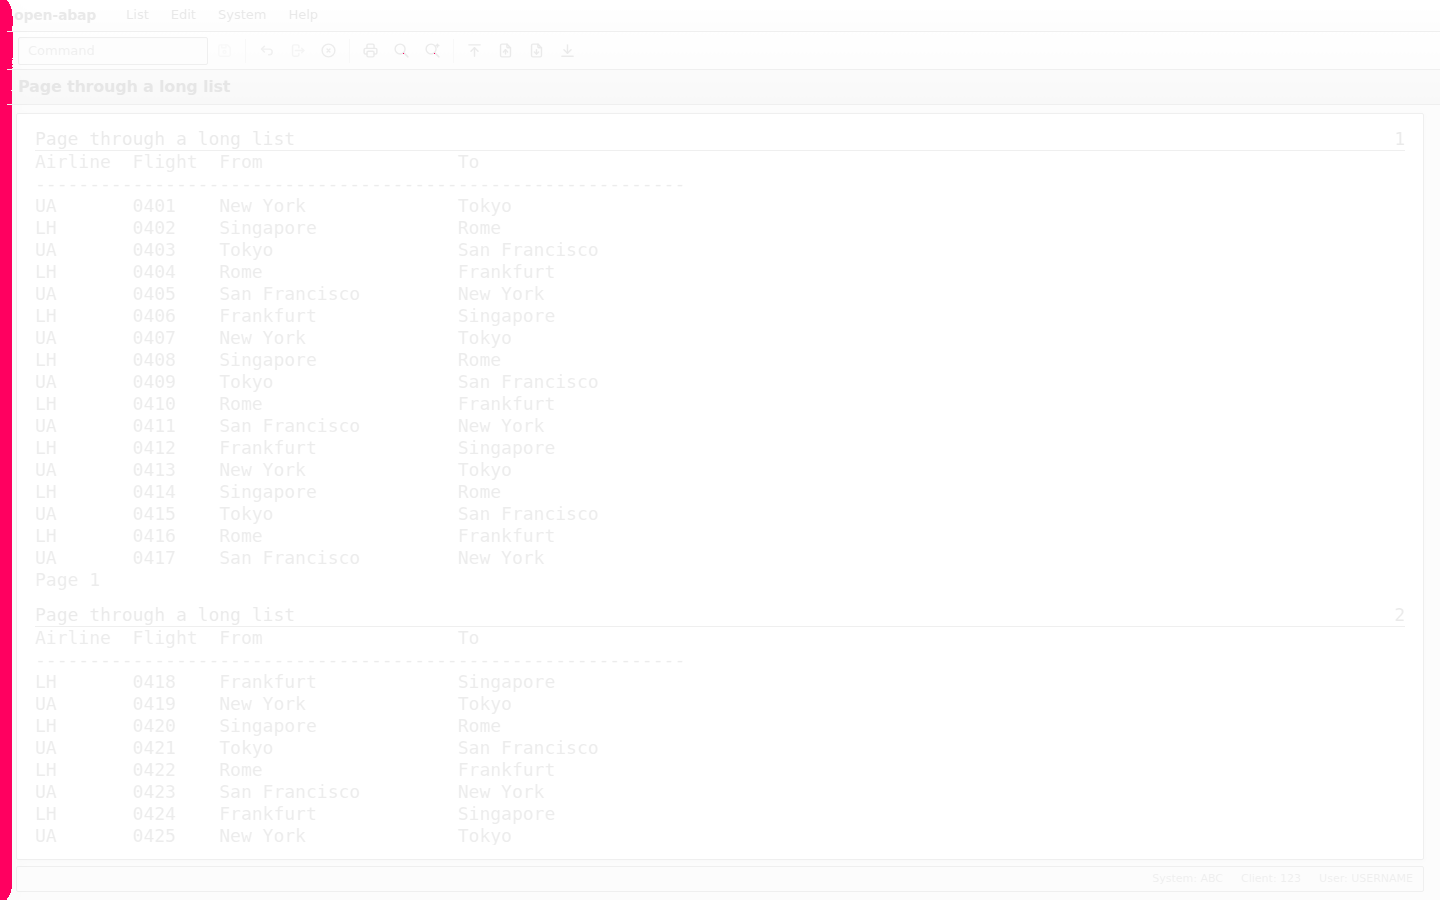 open-abap List Edit System Help
Command
Page through a long list
Page through a long list 1
Airline Flight From To
------------------------------------------------------------
UA 0401 New York Tokyo
LH 0402 Singapore Rome
UA 0403 Tokyo San Francisco
LH 0404 Rome Frankfurt
UA 0405 San Francisco New York
LH 0406 Frankfurt Singapore
UA 0407 New York Tokyo
LH 0408 Singapore Rome
UA 0409 Tokyo San Francisco
LH 0410 Rome Frankfurt
UA 0411 San Francisco New York
LH 0412 Frankfurt Singapore
UA 0413 New York Tokyo
LH 0414 Singapore Rome
UA 0415 Tokyo San Francisco
LH 0416 Rome Frankfurt
UA 0417 San Francisco New York
Page 1
Page through a long list 2
Airline Flight From To
------------------------------------------------------------
LH 0418 Frankfurt Singapore
UA 0419 New York Tokyo
LH 0420 Singapore Rome
UA 0421 Tokyo San Francisco
LH 0422 Rome Frankfurt
UA 0423 San Francisco New York
LH 0424 Frankfurt Singapore
UA 0425 New York Tokyo
System: ABC Client: 123 User: USERNAME